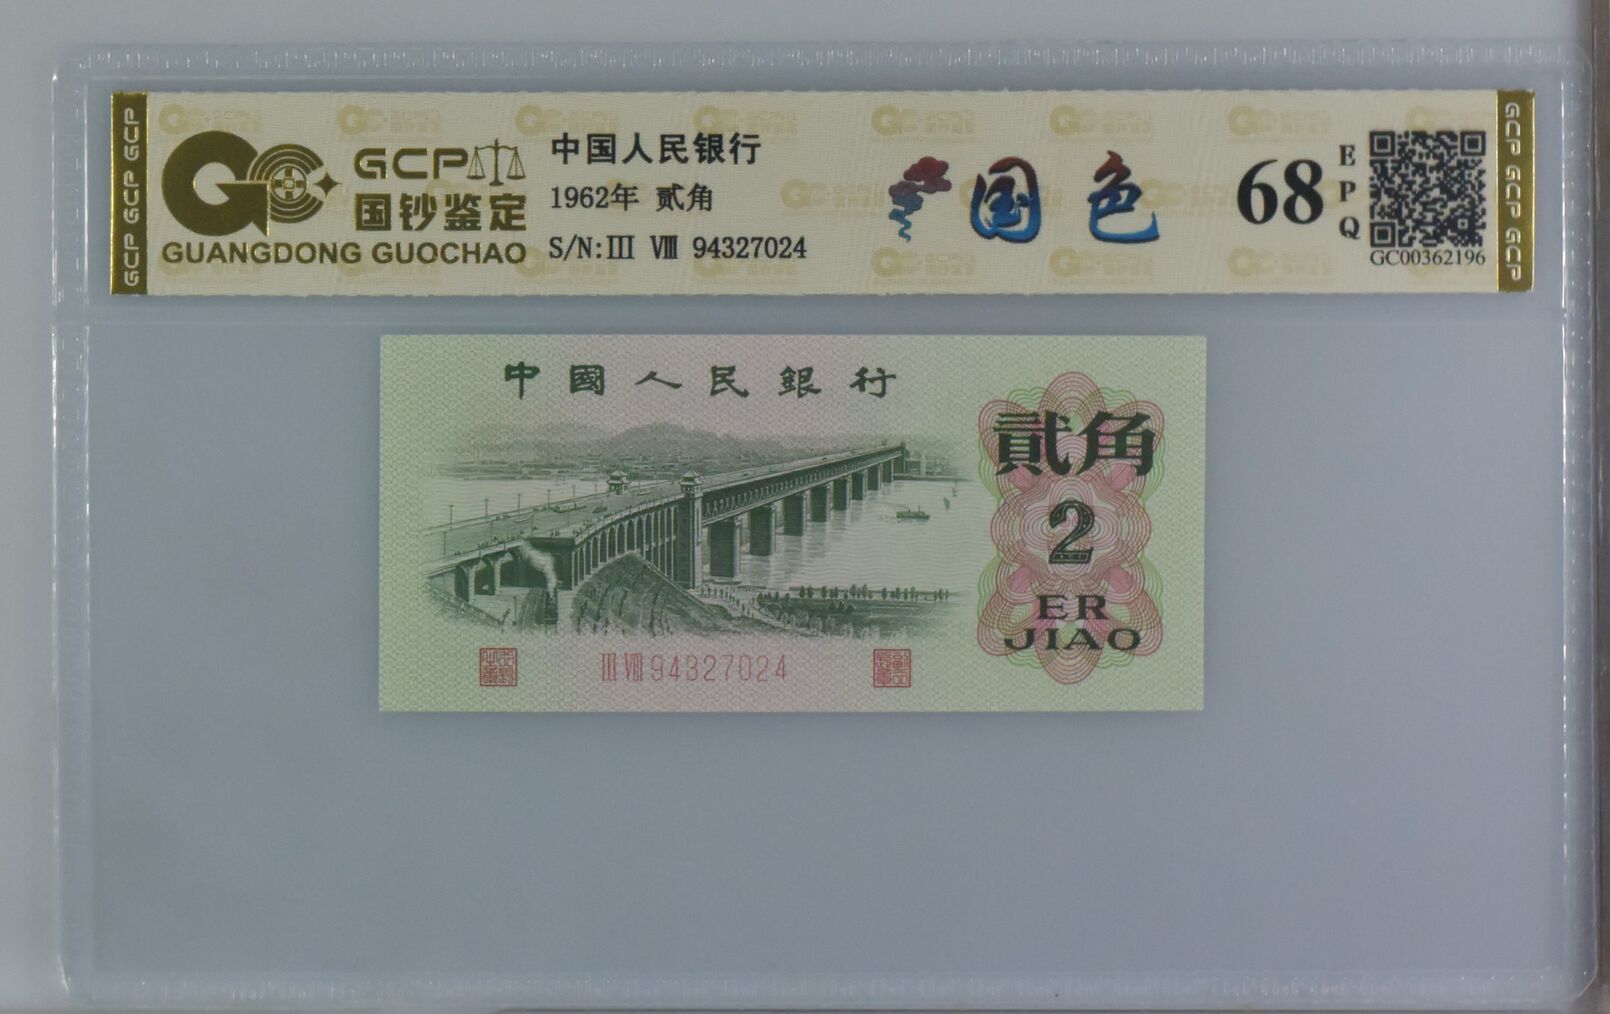 GCP GCP GCP
GCP
国钞鉴定
GUANGDONG GUOCHAO
中国人民银行
1962年 贰角
S/N:III VIII 94327024
国色
68
EPQ
GC00362196
GCP GCP GCP
中國人民銀行
貳角
2
ER
JIAO
III VIII 94327024